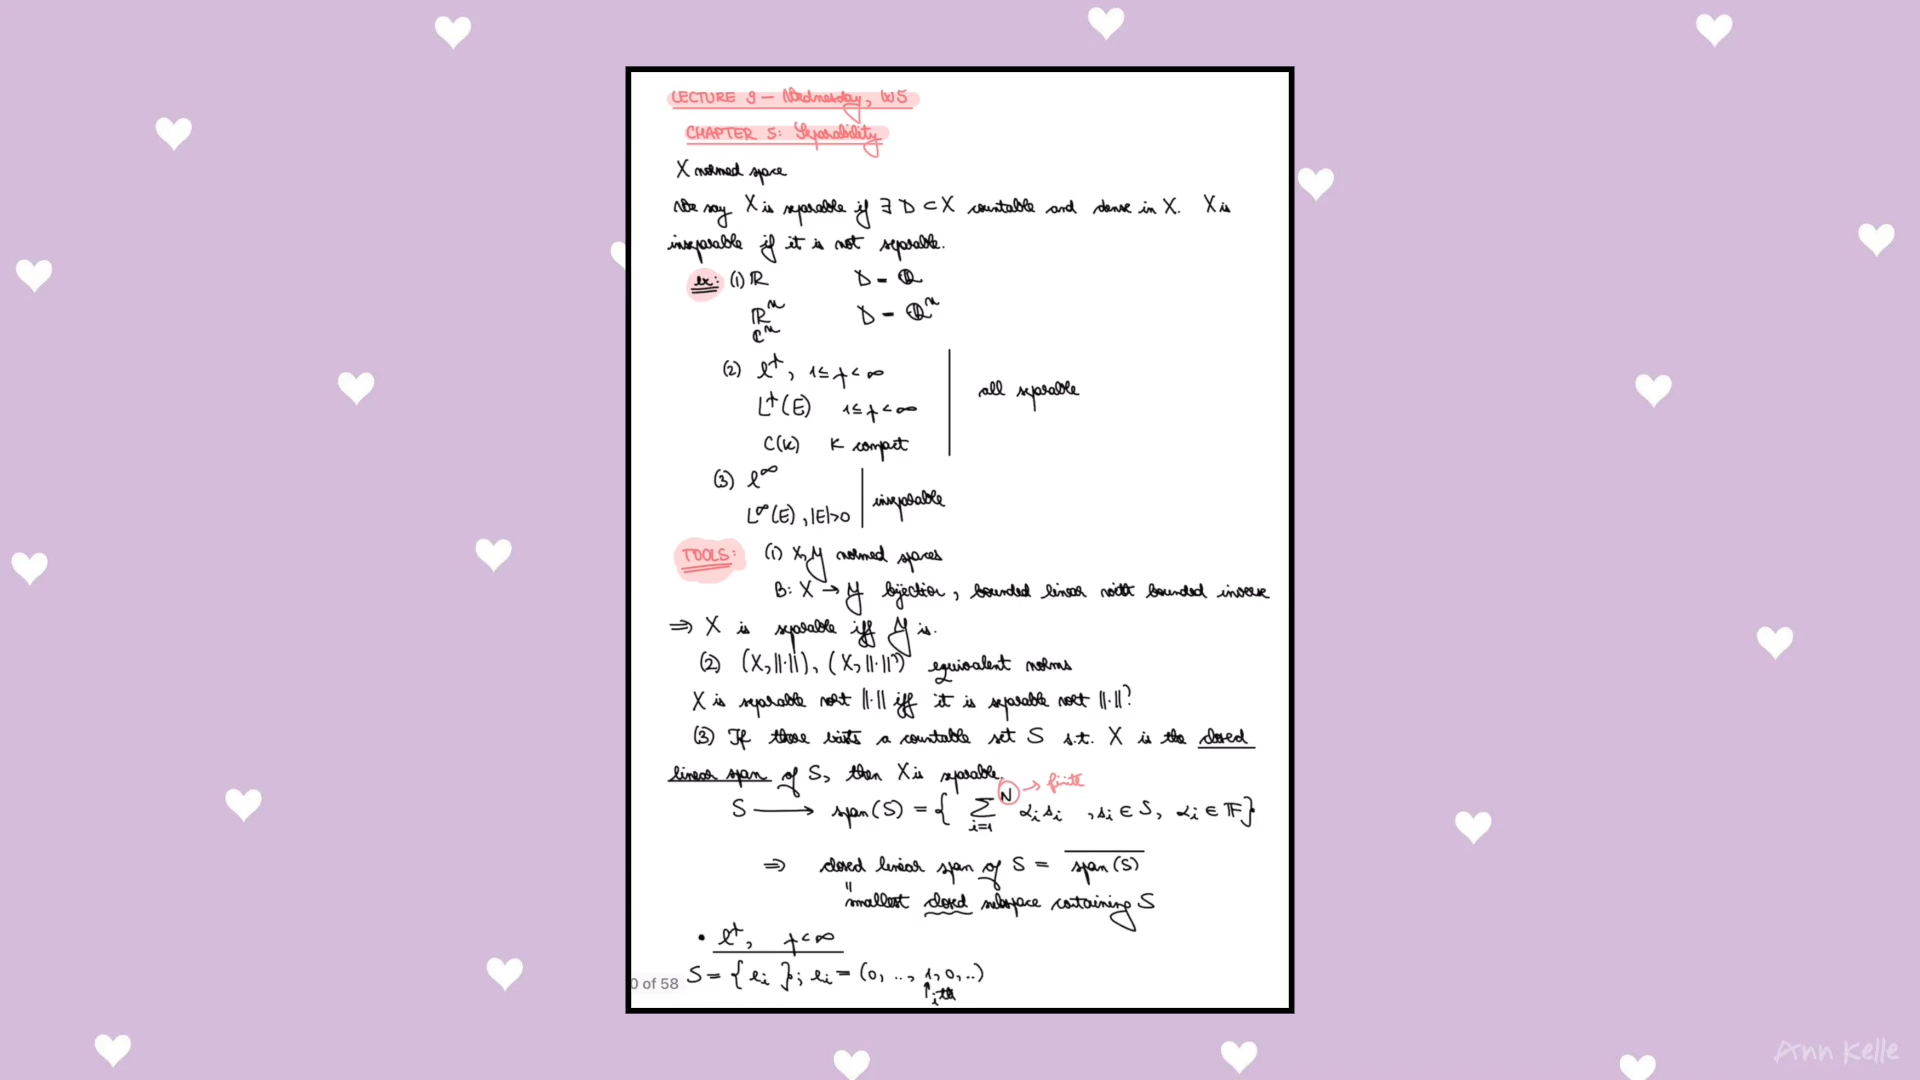 LECTURE 9 – Wednesday, W5
CHAPTER 5: Separability
X normed space
We say X is separable if ∃ D ⊂ X countable and dense in X. X is
inseparable if it is not separable.
ex: (1) ℝ D = ℚ
ℝⁿ D = ℚⁿ
ℂⁿ
(2) ℓᵖ, 1 ≤ p < ∞
Lᵖ(E) 1 ≤ p < ∞
all separable
C(K) K compact
(3) ℓ^∞
inseparable
L^∞(E), |E|>0
TOOLS: (1) X, Y normed spaces
B: X → Y bijection, bounded linear with bounded inverse
⇒ X is separable iff Y is.
(2) (X, ||·||), (X, ||·||') equivalent norms
X is separable wrt ||·|| iff it is separable wrt ||·||'
(3) If there exists a countable set S s.t. X is the closed
linear span of S, then X is separable.
N → finite
S → span(S) = { ∑ᵢ₌₁ αᵢ sᵢ , sᵢ ∈ S, αᵢ ∈ 𝔽}
⇒ closed linear span of S = \overline{span(S)}
"smallest closed subspace containing S
• ℓᵖ, p < ∞
S = { eᵢ }; eᵢ = (0, .., 1, 0, ..)
0 of 58
↑ ith
Ann Kelle